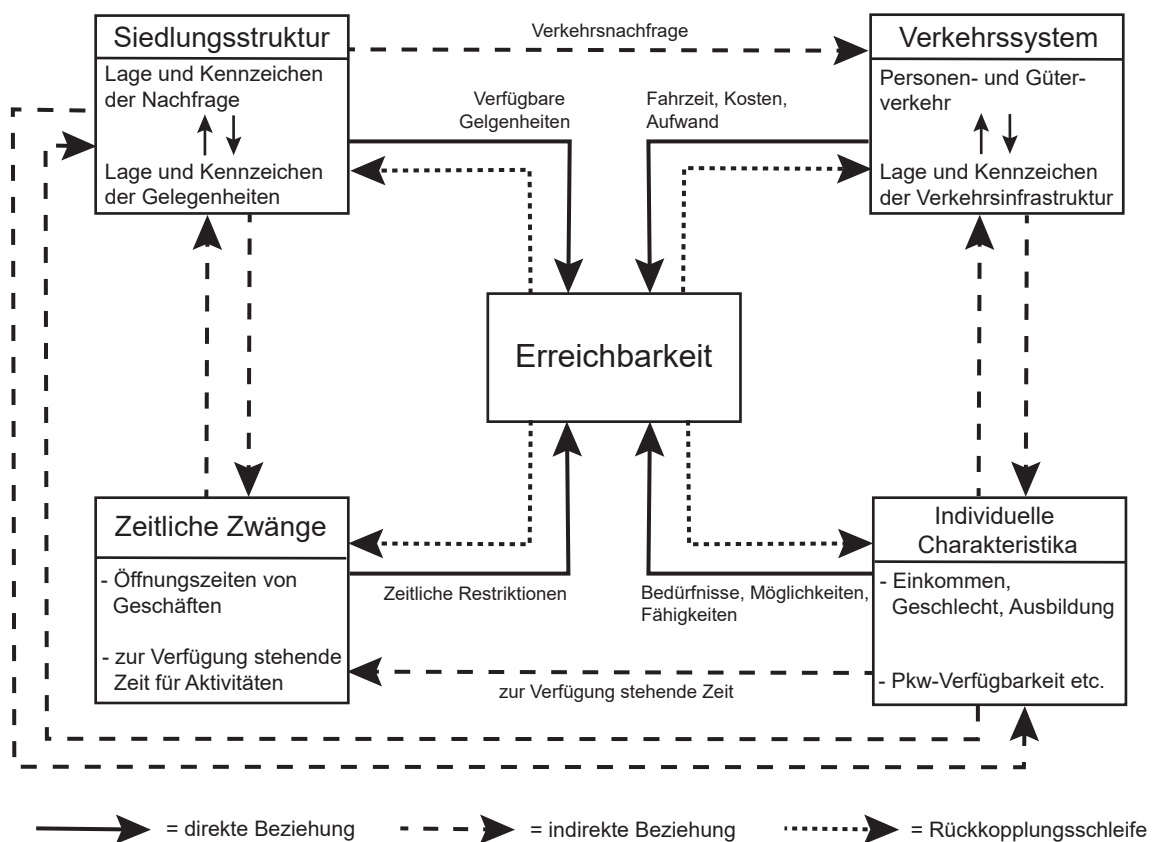 Siedlungsstruktur
Lage und Kennzeichen
der Nachfrage
Lage und Kennzeichen
der Gelegenheiten
Verkehrsnachfrage
Verkehrssystem
Personen- und Güter-
verkehr
Lage und Kennzeichen
der Verkehrsinfrastruktur
Verfügbare
Gelgenheiten
Fahrzeit, Kosten,
Aufwand
Erreichbarkeit
Zeitliche Zwänge
- Öffnungszeiten von
Geschäften
- zur Verfügung stehende
Zeit für Aktivitäten
Zeitliche Restriktionen
Bedürfnisse, Möglichkeiten,
Fähigkeiten
Individuelle
Charakteristika
- Einkommen,
Geschlecht, Ausbildung
- Pkw-Verfügbarkeit etc.
zur Verfügung stehende Zeit
= direkte Beziehung
= indirekte Beziehung
= Rückkopplungsschleife